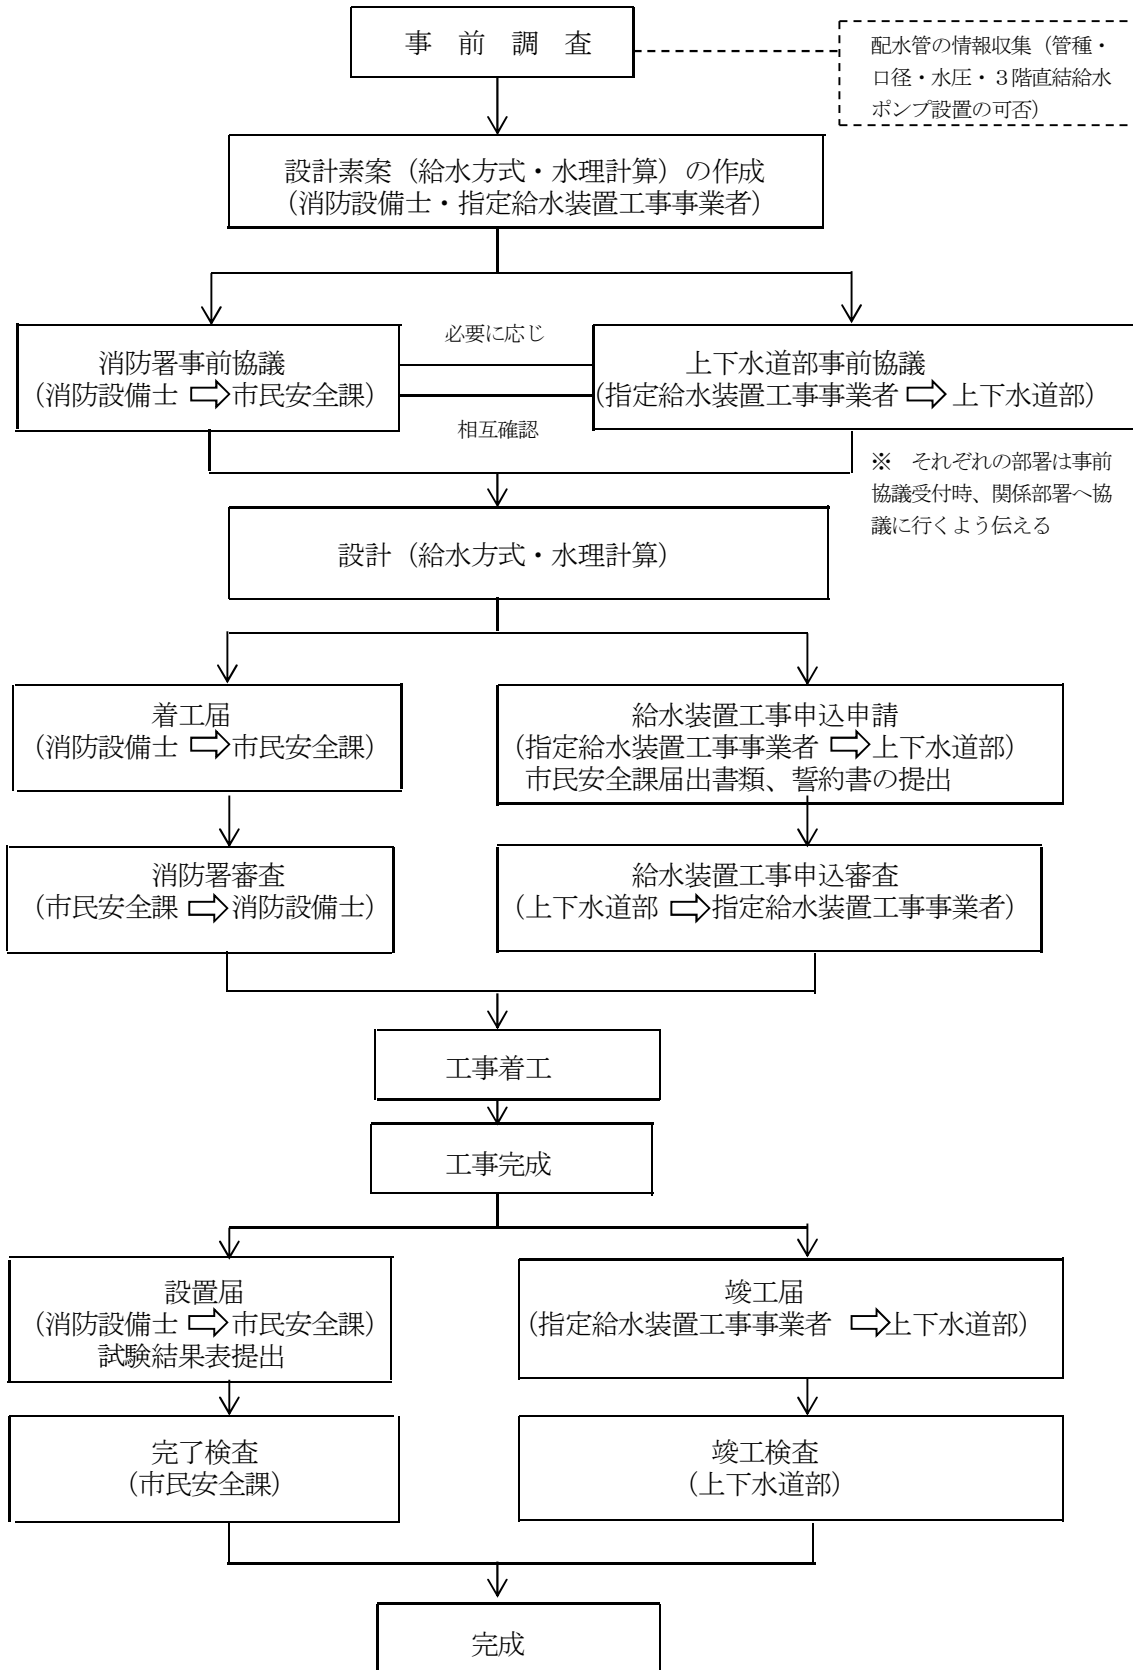 事　前　調　査
配水管の情報収集（管種・
口径・水圧・３階直結給水
ポンプ設置の可否）
設計素案（給水方式・水理計算）の作成
（消防設備士・指定給水装置工事事業者）
消防署事前協議
（消防設備士 ⇨ 市民安全課）
必要に応じ
相互確認
上下水道部事前協議
（指定給水装置工事事業者 ⇨ 上下水道部）
※　それぞれの部署は事前
協議受付時、関係部署へ協
議に行くよう伝える
設計（給水方式・水理計算）
着工届
（消防設備士 ⇨ 市民安全課）
給水装置工事申込申請
（指定給水装置工事事業者 ⇨ 上下水道部）
市民安全課届出書類、誓約書の提出
消防署審査
（市民安全課 ⇨ 消防設備士）
給水装置工事申込審査
（上下水道部 ⇨ 指定給水装置工事事業者）
工事着工
工事完成
設置届
（消防設備士 ⇨ 市民安全課）
試験結果表提出
竣工届
（指定給水装置工事事業者 ⇨ 上下水道部）
完了検査
（市民安全課）
竣工検査
（上下水道部）
完成